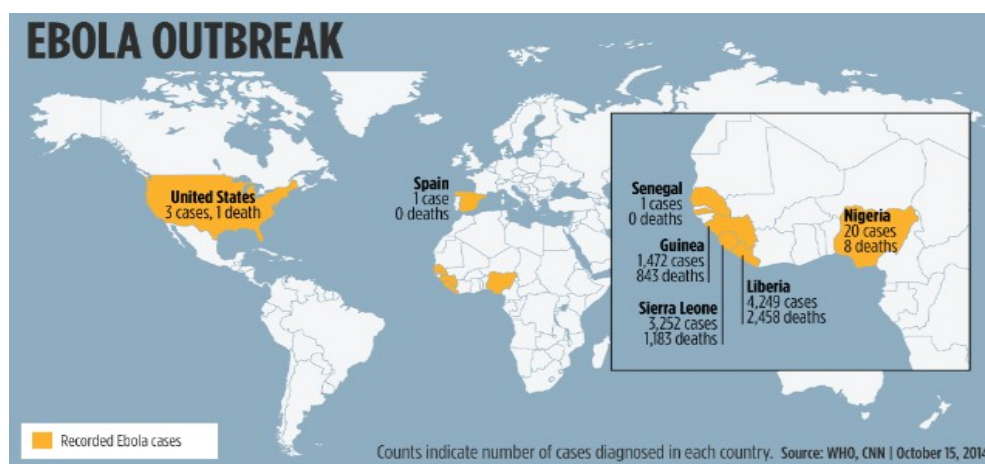 EBOLA OUTBREAK
United States
3 cases, 1 death
Spain
1 case
0 deaths
Senegal
1 cases
0 deaths
Guinea
1,472 cases
843 deaths
Sierra Leone
3,252 cases
1,183 deaths
Liberia
4,249 cases
2,458 deaths
Nigeria
20 cases
8 deaths
Recorded Ebola cases
Counts indicate number of cases diagnosed in each country. Source: WHO, CNN | October 15, 2014